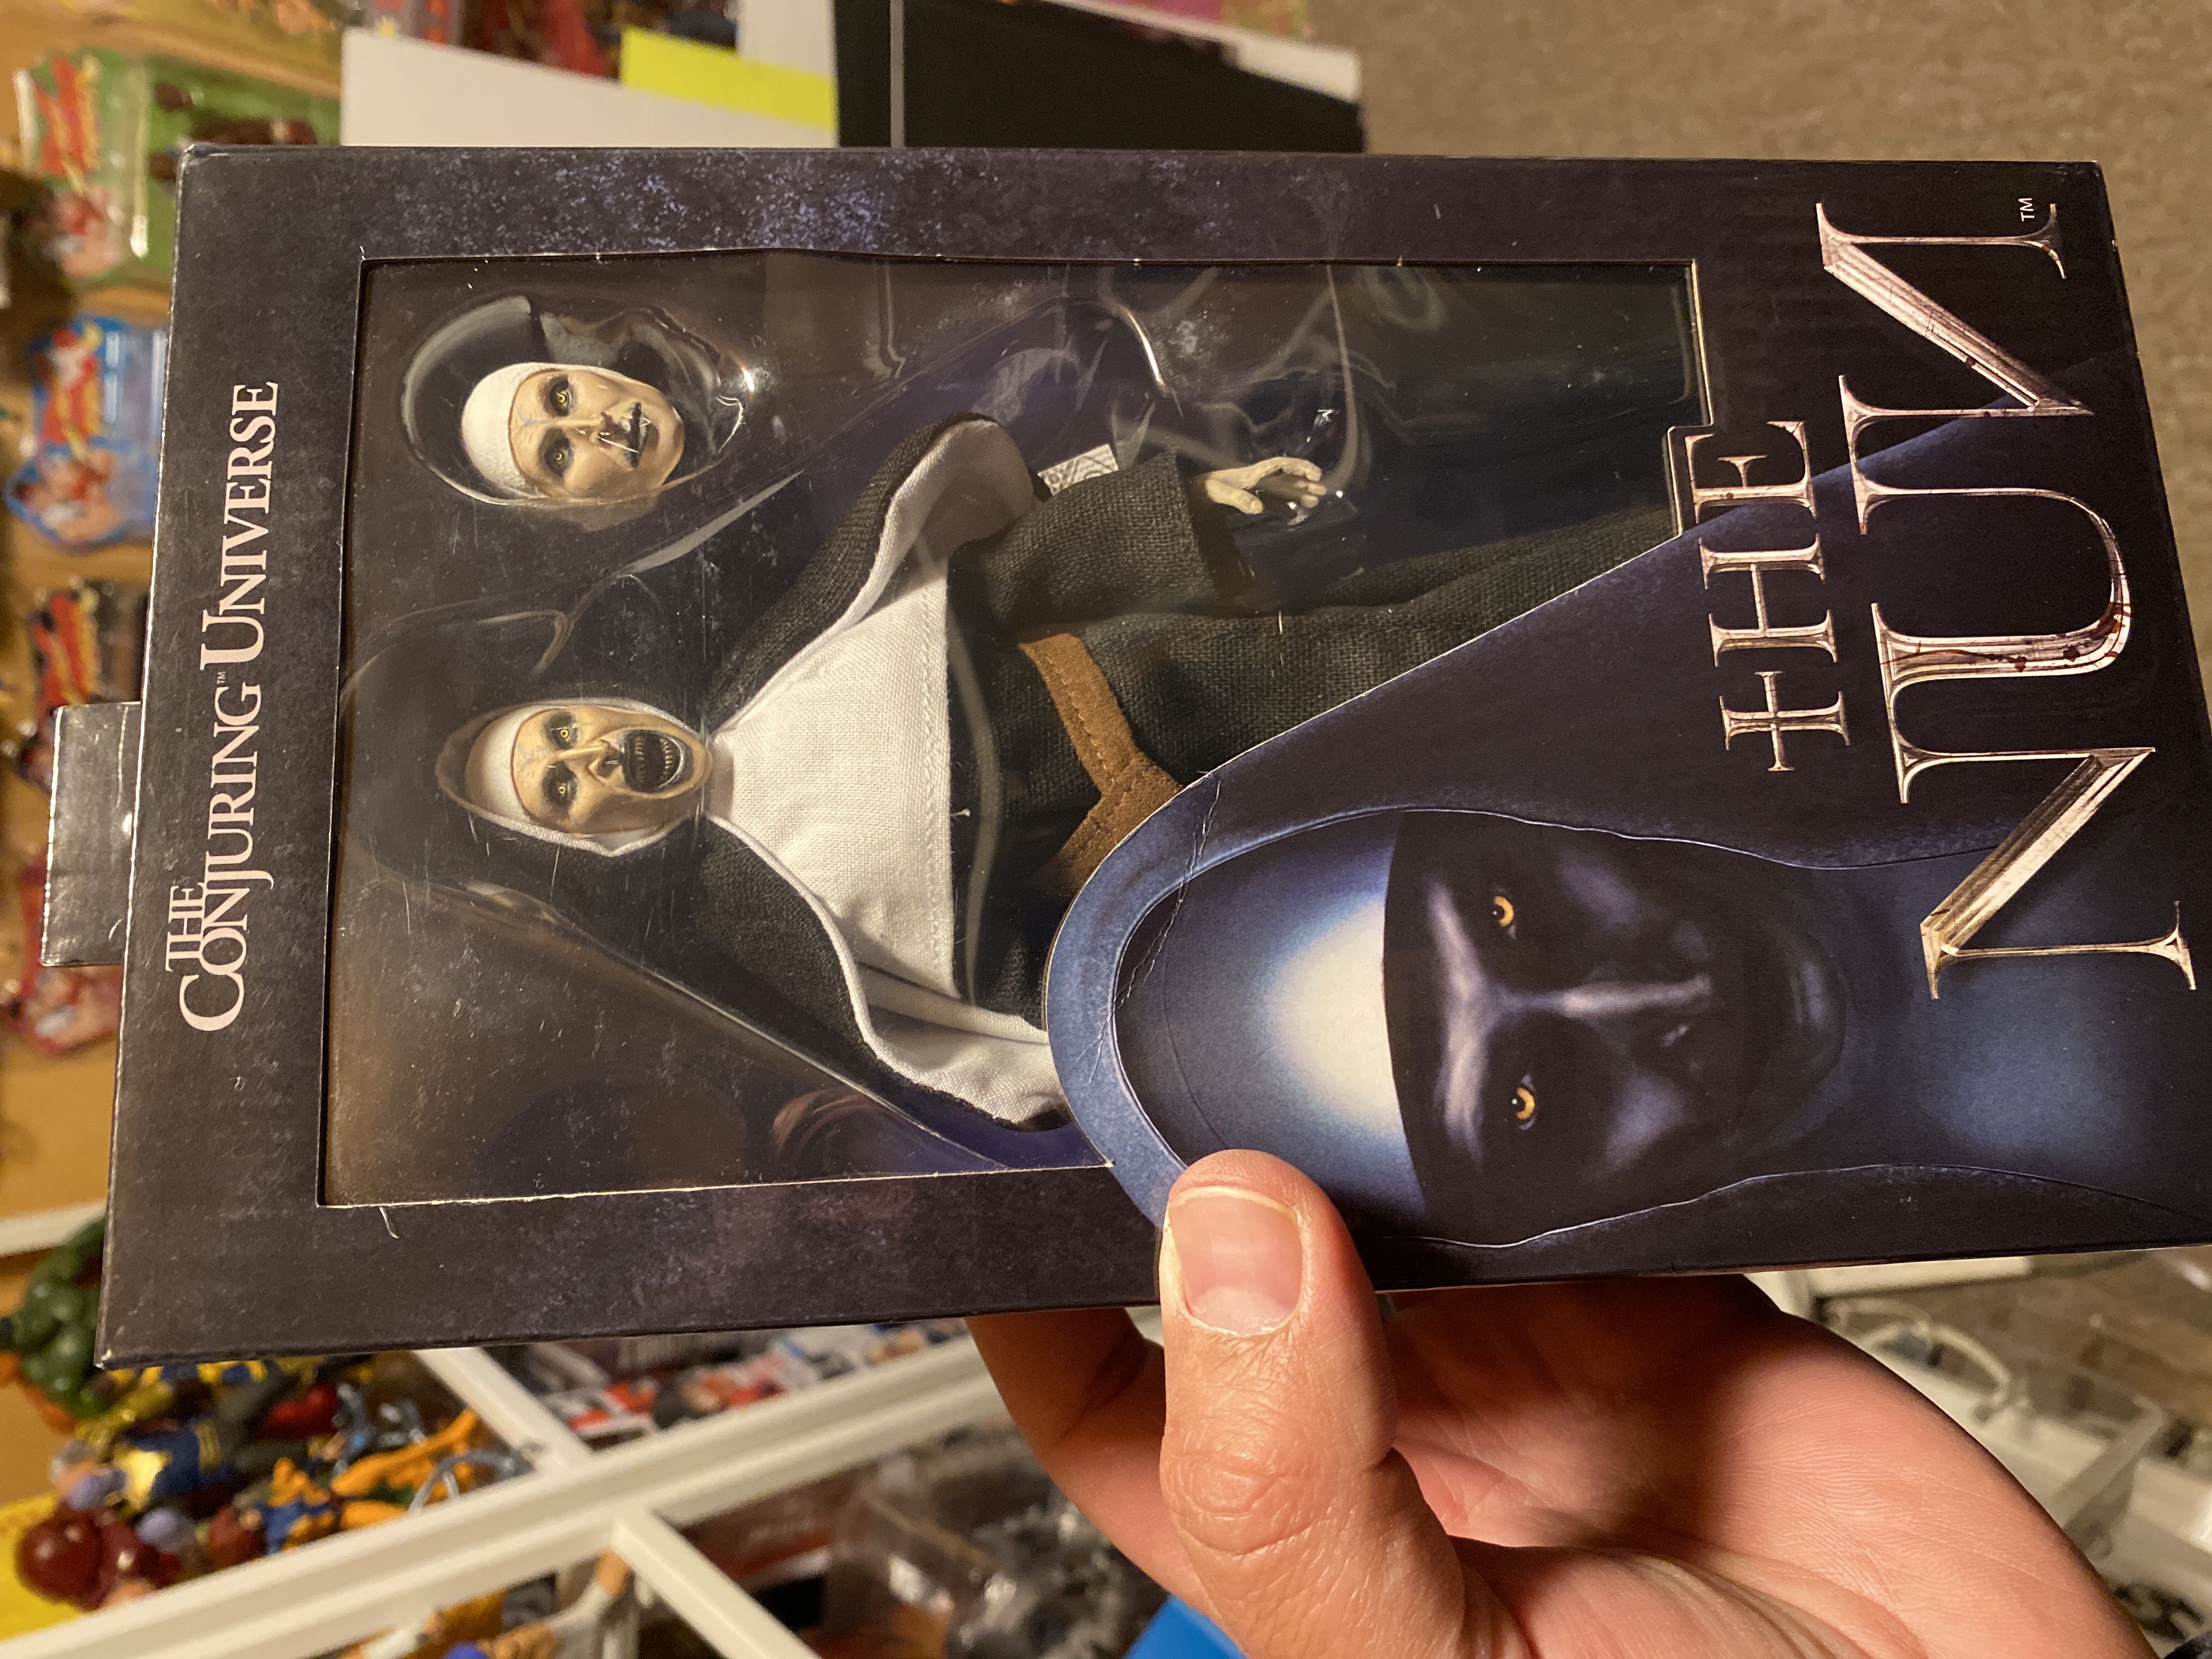 THE
CONJURING™ UNIVERSE
THE
NUN™